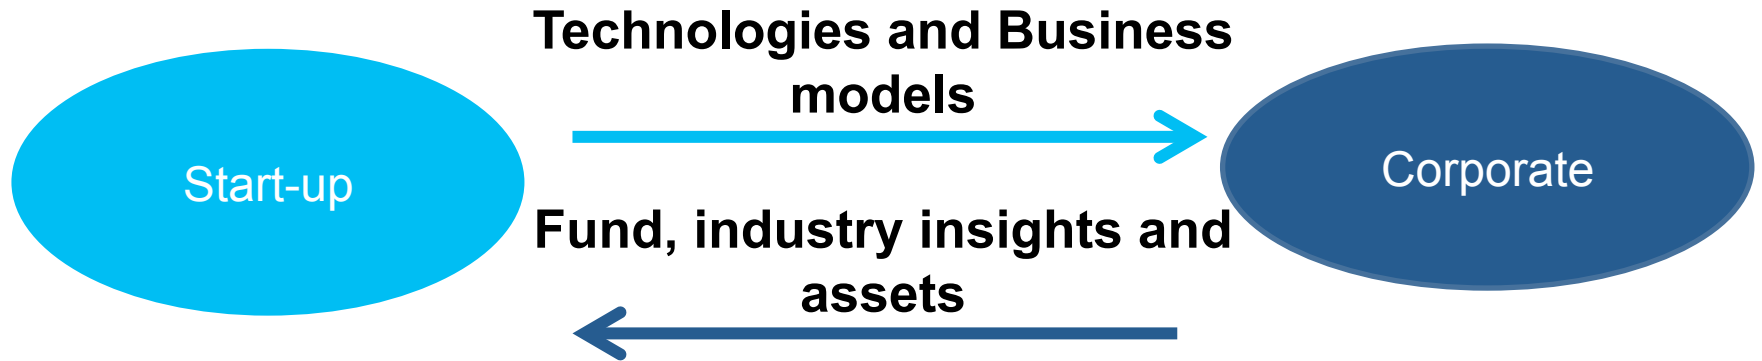 Technologies and Business
models
Start-up
Corporate
Fund, industry insights and
assets